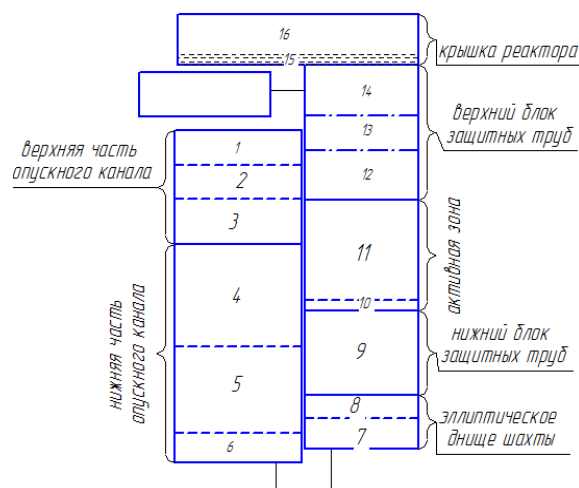 16
15
крышка реактора
14
13
12
верхний блок
защитных труб
верхняя часть
опускного канала
1
2
3
11
10
активная зона
4
5
6
нижняя часть
опускного канала
9
нижний блок
защитных труб
8
7
эллиптическое
днище шахты